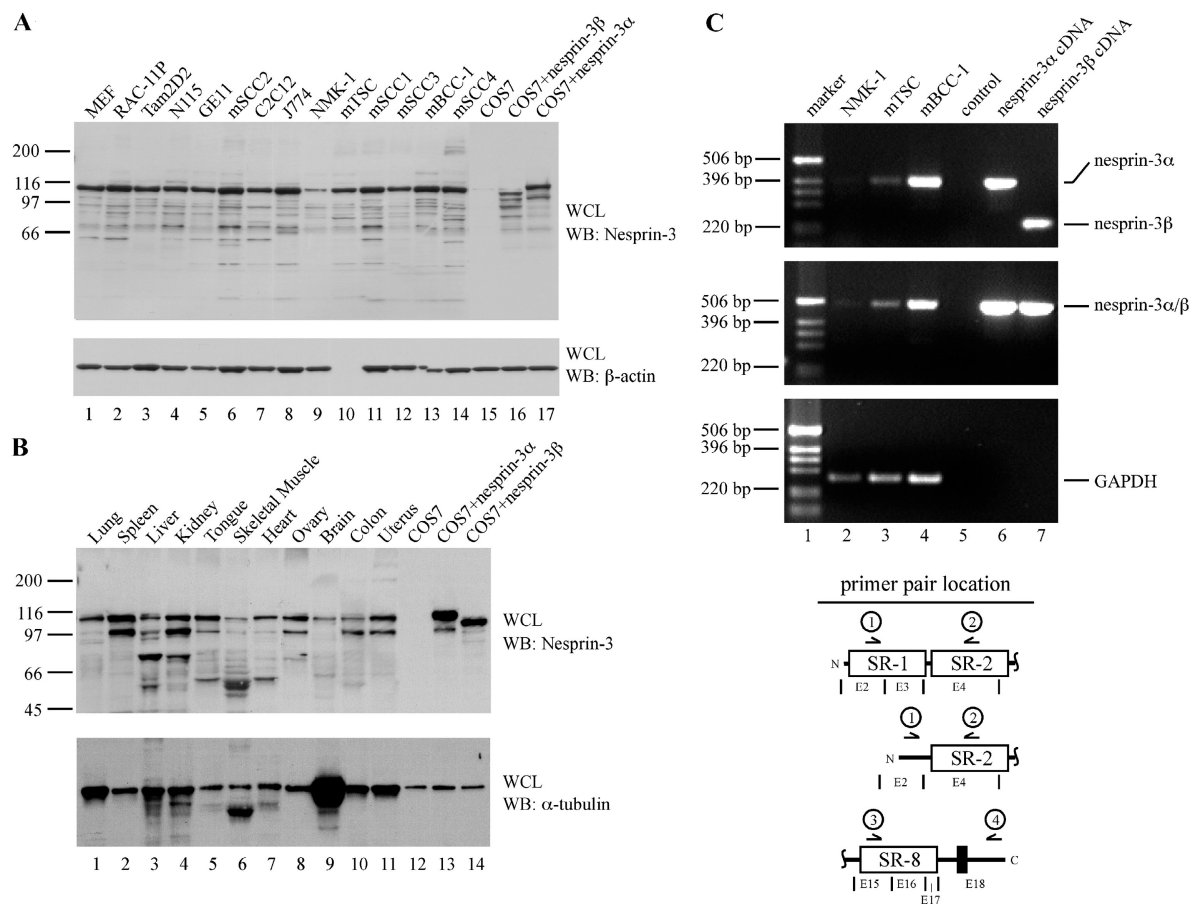 A
MEF
RAC-11P
Tam2D2
N115
GE11
mSCC2
C2C12
J774
NMK-1
mTSC
mSCC1
mSCC3
mBCC-1
mSCC4
COS7
COS7+nesprin-3β
COS7+nesprin-3α
200
116
97
66
WCL
WB: Nesprin-3
WCL
WB: β-actin
1 2 3 4 5 6 7 8 9 10 11 12 13 14 15 16 17
B
Lung
Spleen
Liver
Kidney
Tongue
Skeletal Muscle
Heart
Ovary
Brain
Colon
Uterus
COS7
COS7+nesprin-3α
COS7+nesprin-3β
200
116
97
66
45
WCL
WB: Nesprin-3
WCL
WB: α-tubulin
1 2 3 4 5 6 7 8 9 10 11 12 13 14
C
marker
NMK-1
mTSC
mBCC-1
control
nesprin-3α cDNA
nesprin-3β cDNA
506 bp
396 bp
220 bp
nesprin-3α
nesprin-3β
506 bp
396 bp
220 bp
nesprin-3α/β
506 bp
396 bp
220 bp
GAPDH
1 2 3 4 5 6 7
primer pair location
1 2
N SR-1 SR-2
E2 E3 E4
1 2
N SR-2
E2 E4
3 4
SR-8 C
E15 E16 E18
E17